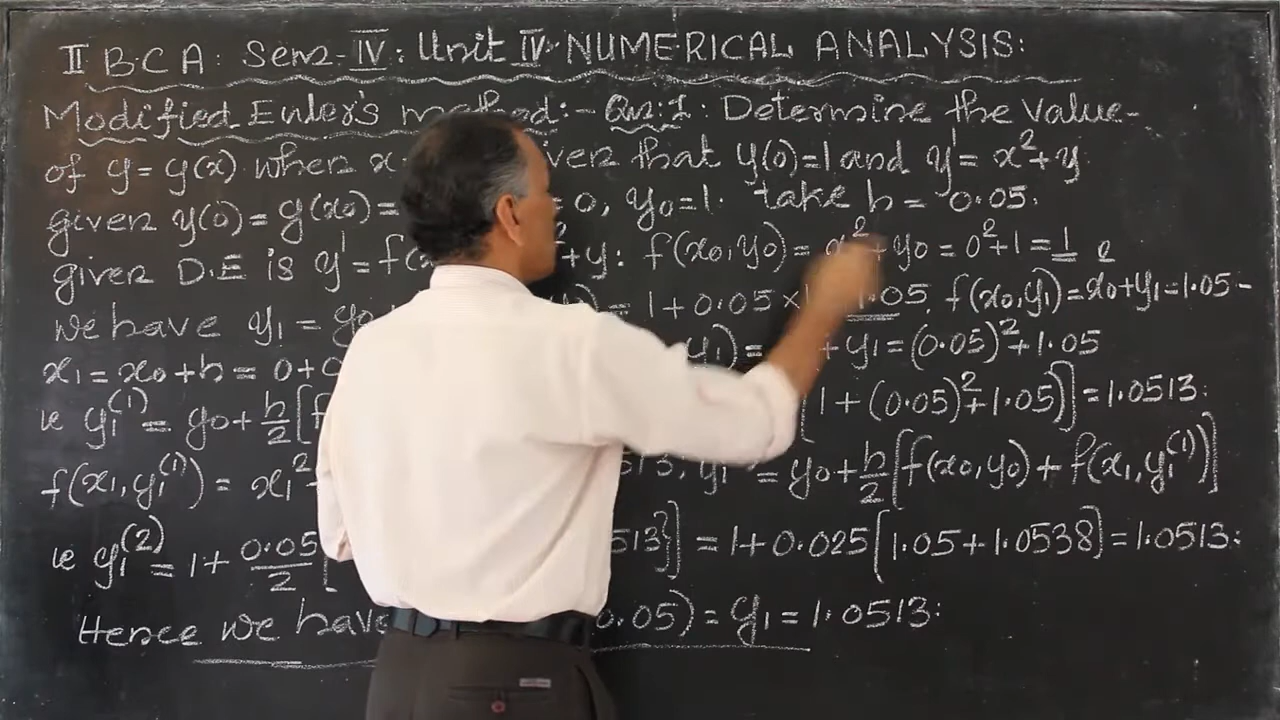 II B.C.A: Sem-IV: Unit IV NUMERICAL ANALYSIS:
Modified Euler's method:- Qus:1: Determine the value-
of y = y(x) when x given that y(0)=1 and y' = x²+y
given y(0) = y(x0) = = 0, y0=1. take h = 0.05.
given D.E is y' = f( ² + y: f(x0,y0) = x²+y0 = 0²+1 = 1 &
we have y1 = y0 = 1+0.05× 1.05, f(x0,y1)=x0+y1=1.05-
x1 = x0+h = 0+0 y1) = + y1 = (0.05)²+1.05
ie y1^(1) = y0+h/2[f [1+(0.05)²+1.05)] = 1.0513:
f(x1,y1^(1)) = x1² 513, y1 = y0+h/2[f(x0,y0) + f(x1,y1^(1))]
ie y1^(2) = 1+ 0.05/2 [ 513}] = 1+0.025[1.05+1.0538] = 1.0513:
Hence we have 0.05) = y1 = 1.0513: